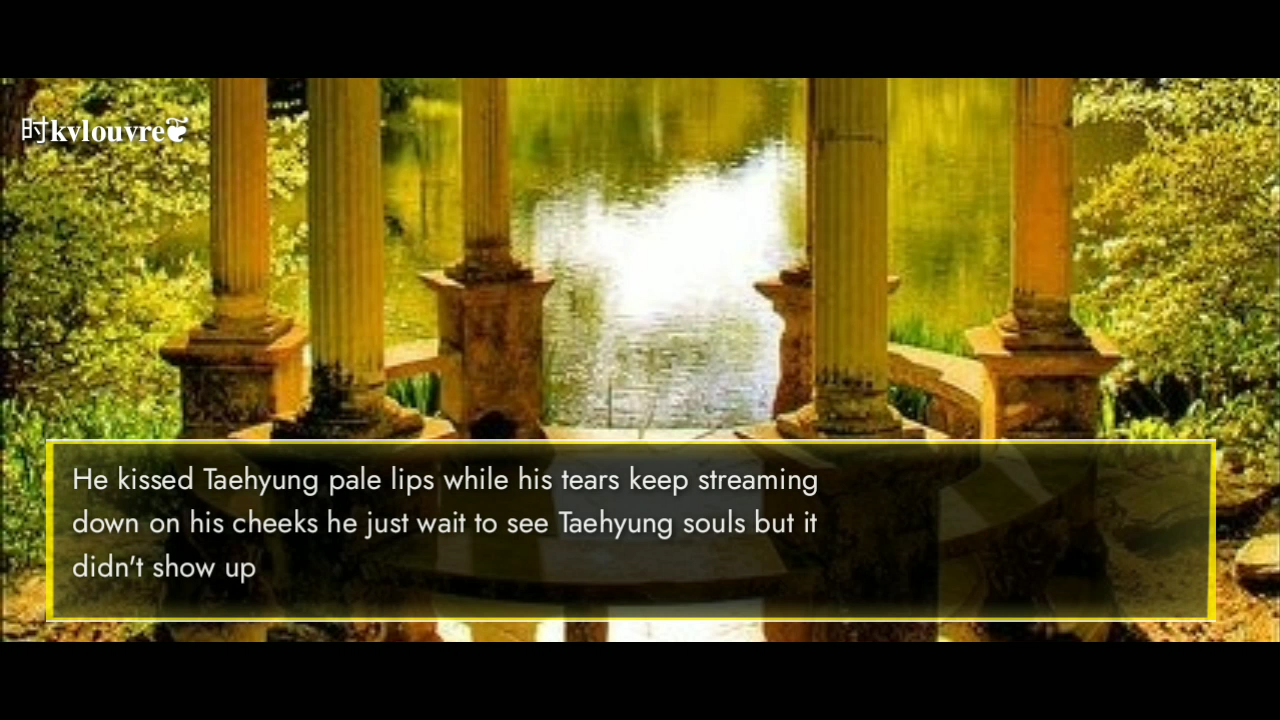 时kvlouvre❦
He kissed Taehyung pale lips while his tears keep streaming
down on his cheeks he just wait to see Taehyung souls but it
didn't show up